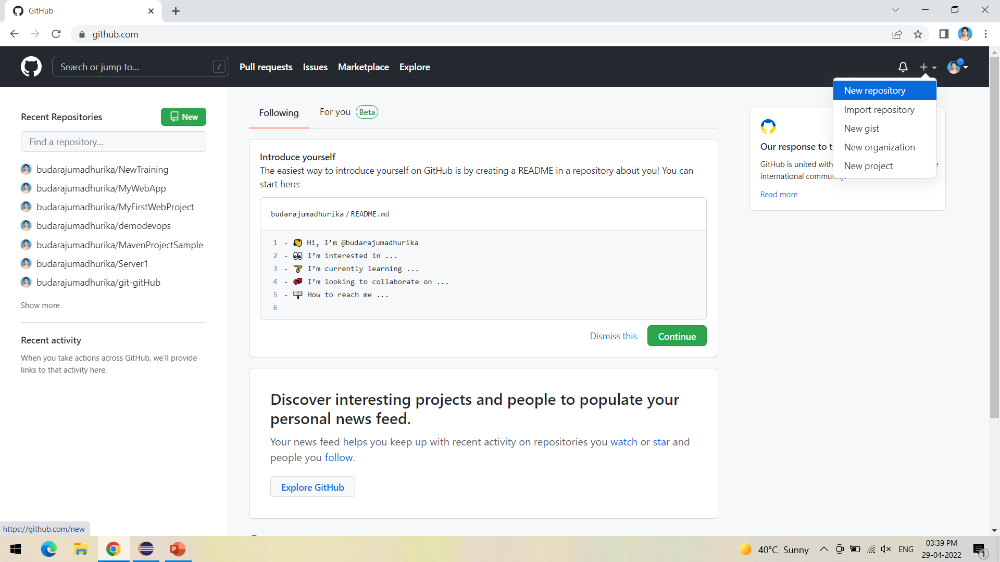 GitHub
github.com
Search or jump to... /
Pull requests Issues Marketplace Explore
New repository
Import repository
New gist
New organization
New project
Recent Repositories
New
Find a repository...
budarajumadhurika/NewTraining
budarajumadhurika/MyWebApp
budarajumadhurika/MyFirstWebProject
budarajumadhurika/demodevops
budarajumadhurika/MavenProjectSample
budarajumadhurika/Server1
budarajumadhurika/git-gitHub
Show more
Recent activity
When you take actions across GitHub, we'll provide
links to that activity here.
Following For you Beta
Introduce yourself
The easiest way to introduce yourself on GitHub is by creating a README in a repository about you! You can
start here:
budarajumadhurika/README.md
1 - 👋 Hi, I’m @budarajumadhurika
2 - 👀 I’m interested in ...
3 - 🌱 I’m currently learning ...
4 - 💞️ I’m looking to collaborate on ...
5 - 📫 How to reach me ...
6
Dismiss this Continue
Discover interesting projects and people to populate your
personal news feed.
Your news feed helps you keep up with recent activity on repositories you watch or star and
people you follow.
Explore GitHub
Our response to t
GitHub is united with e
international community.
Read more
https://github.com/new
40°C Sunny
ENG
03:39 PM
29-04-2022
1